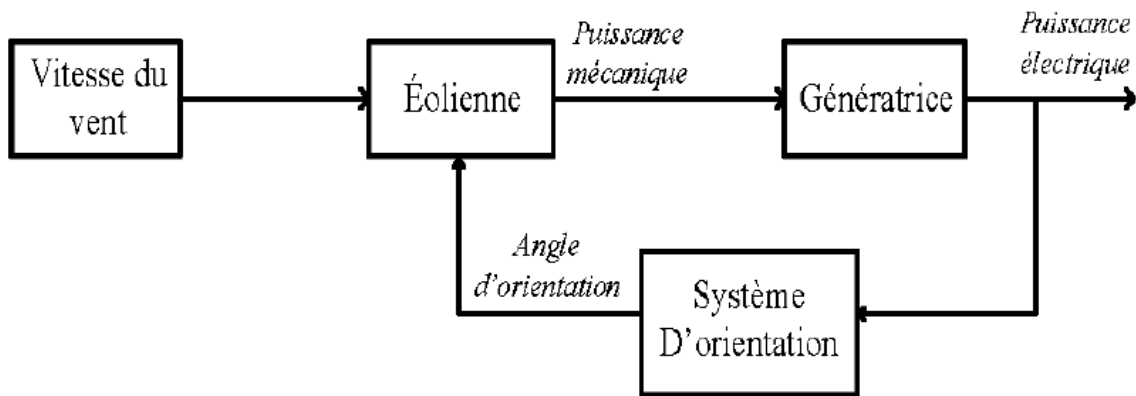 Vitesse du
vent
Éolienne
Puissance
mécanique
Génératrice
Puissance
électrique
Angle
d'orientation
Système
D'orientation